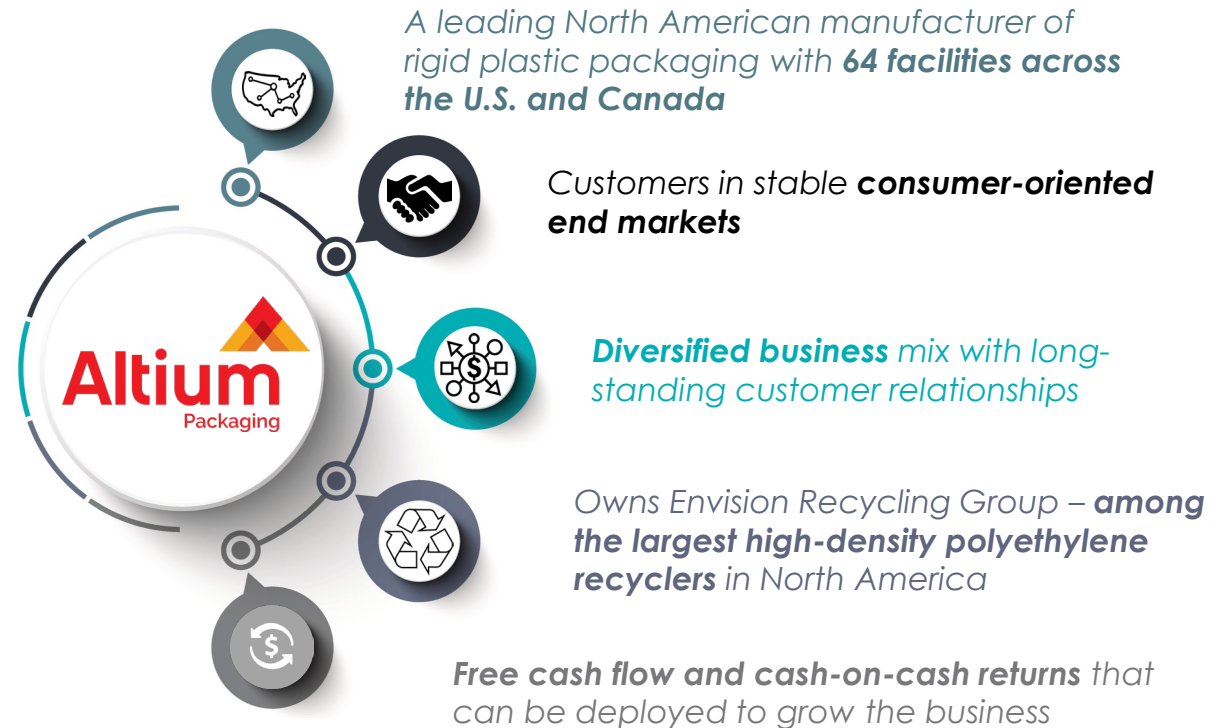 A leading North American manufacturer of
rigid plastic packaging with 64 facilities across
the U.S. and Canada
Customers in stable consumer-oriented
end markets
Altium
Packaging
$
Diversified business mix with long-
standing customer relationships
Owns Envision Recycling Group – among
the largest high-density polyethylene
recyclers in North America
$
Free cash flow and cash-on-cash returns that
can be deployed to grow the business